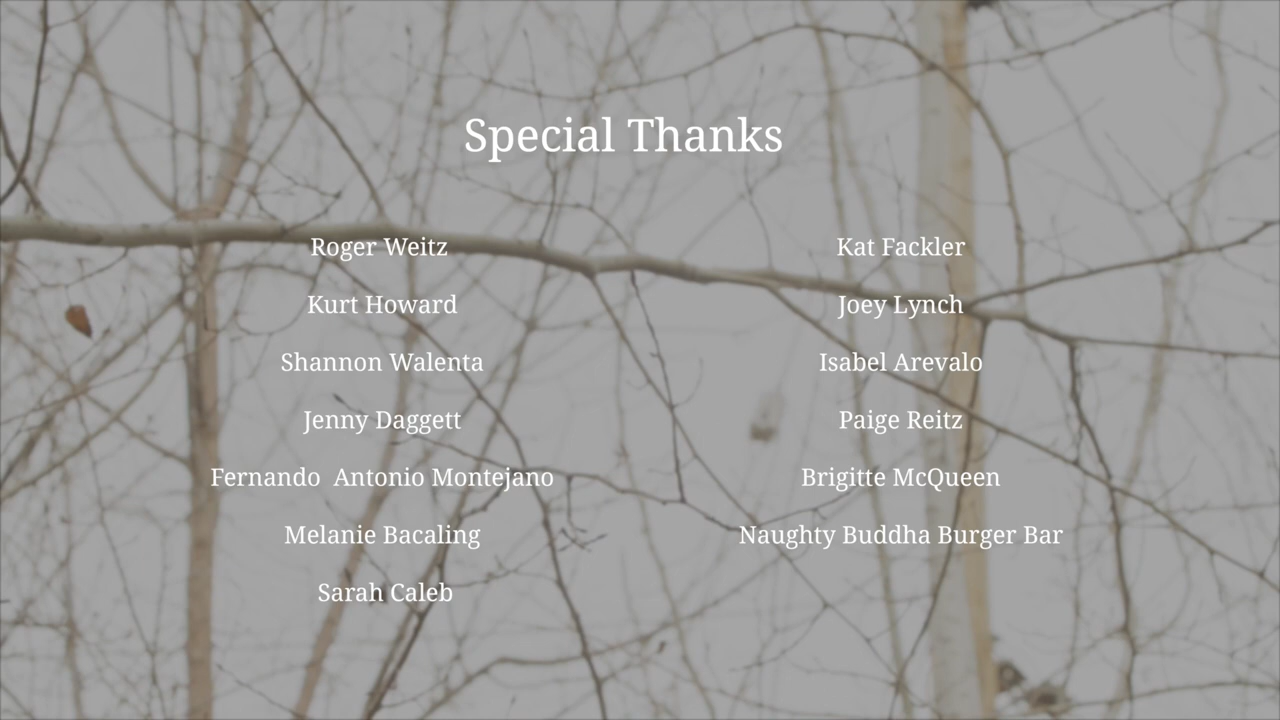 Special Thanks
Roger Weitz
Kurt Howard
Shannon Walenta
Jenny Daggett
Fernando  Antonio Montejano
Melanie Bacaling
Sarah Caleb
Kat Fackler
Joey Lynch
Isabel Arevalo
Paige Reitz
Brigitte McQueen
Naughty Buddha Burger Bar